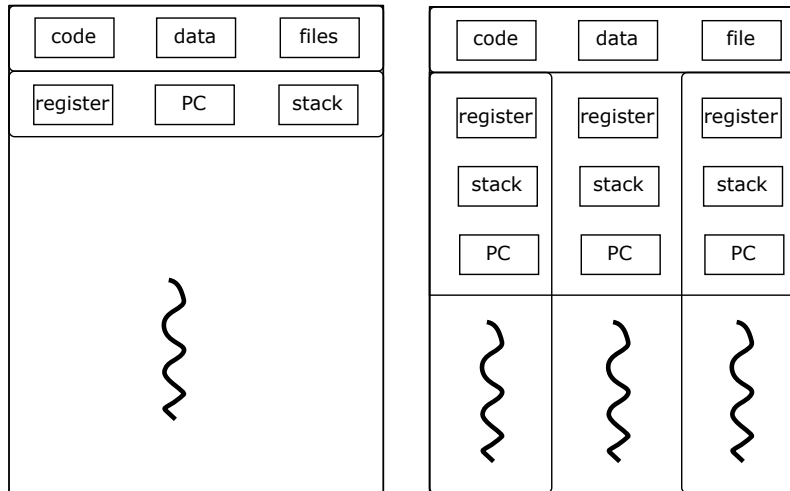 code data files
register PC stack
code data file
register register register
stack stack stack
PC PC PC